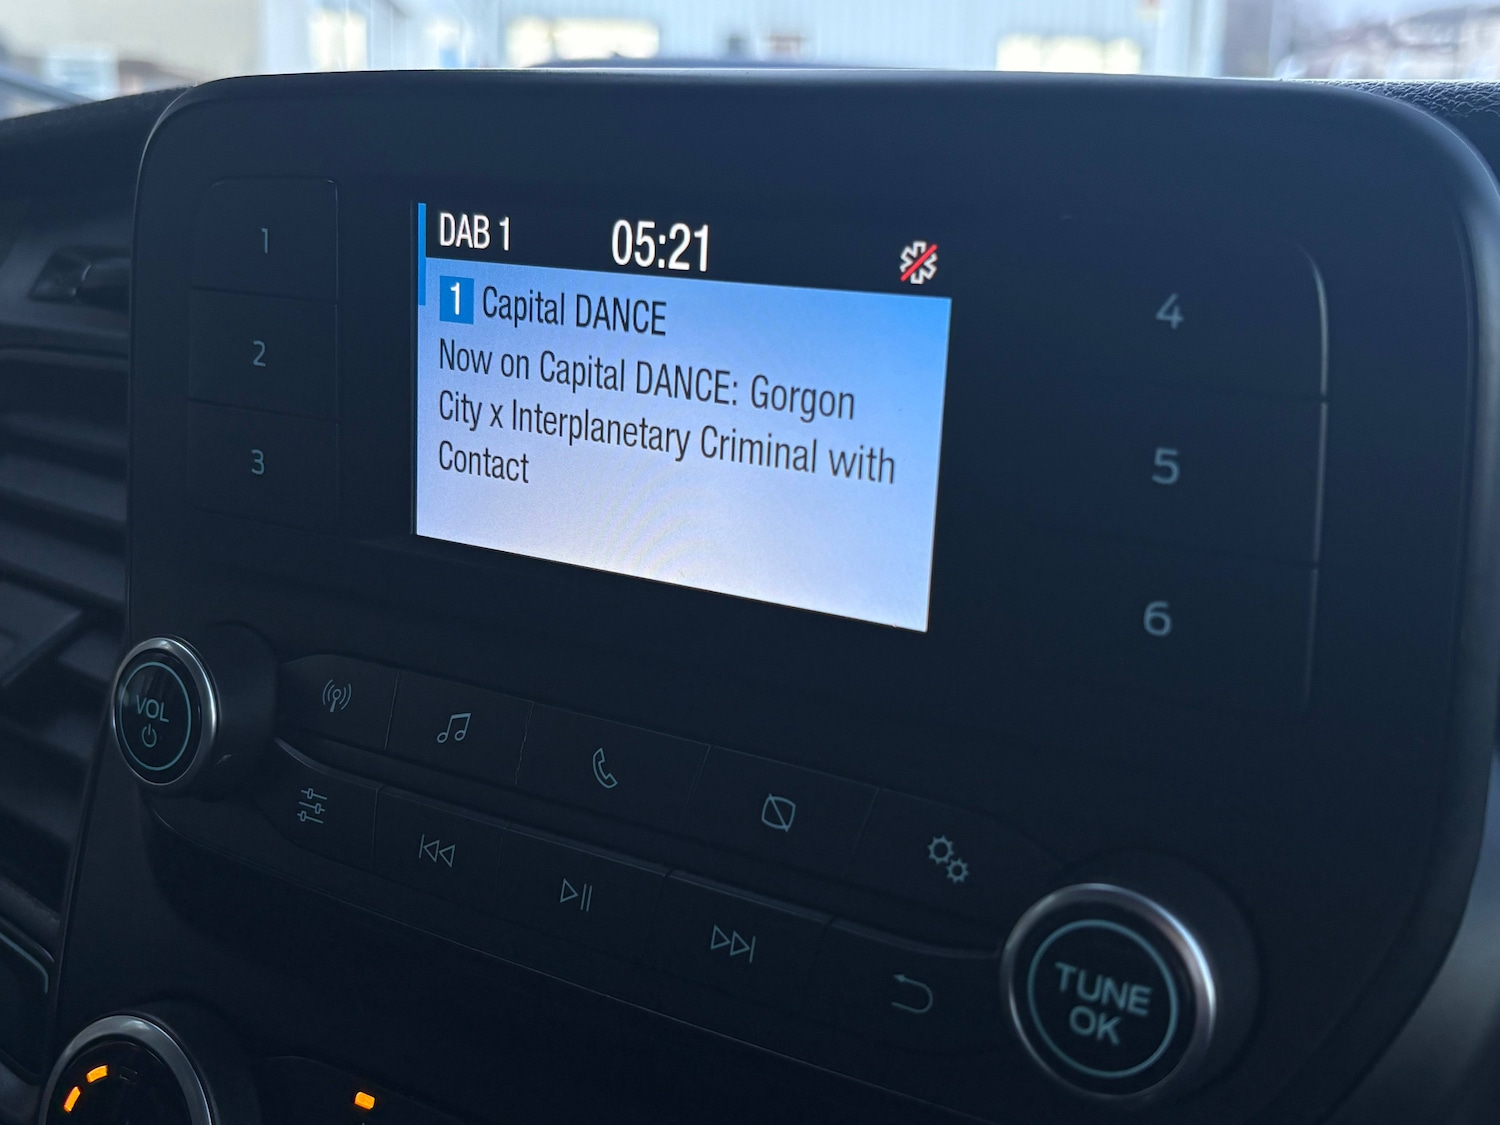 DAB 1 05:21
1 Capital DANCE
Now on Capital DANCE: Gorgon
City x Interplanetary Criminal with
Contact
1
2
3
4
5
6
VOL
TUNE
OK